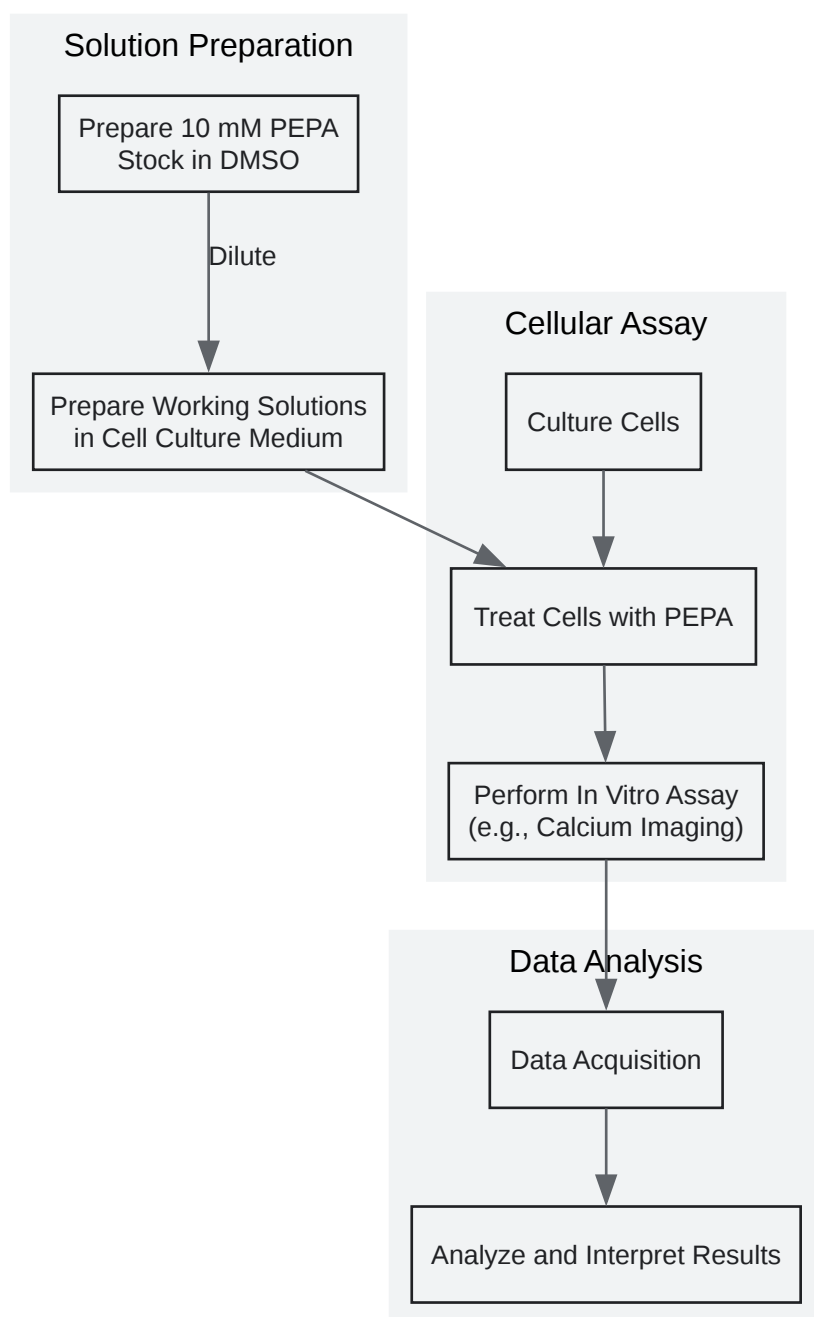 Solution Preparation
Prepare 10 mM PEPA
Stock in DMSO
Dilute
Prepare Working Solutions
in Cell Culture Medium
Cellular Assay
Culture Cells
Treat Cells with PEPA
Perform In Vitro Assay
(e.g., Calcium Imaging)
Data Analysis
Data Acquisition
Analyze and Interpret Results